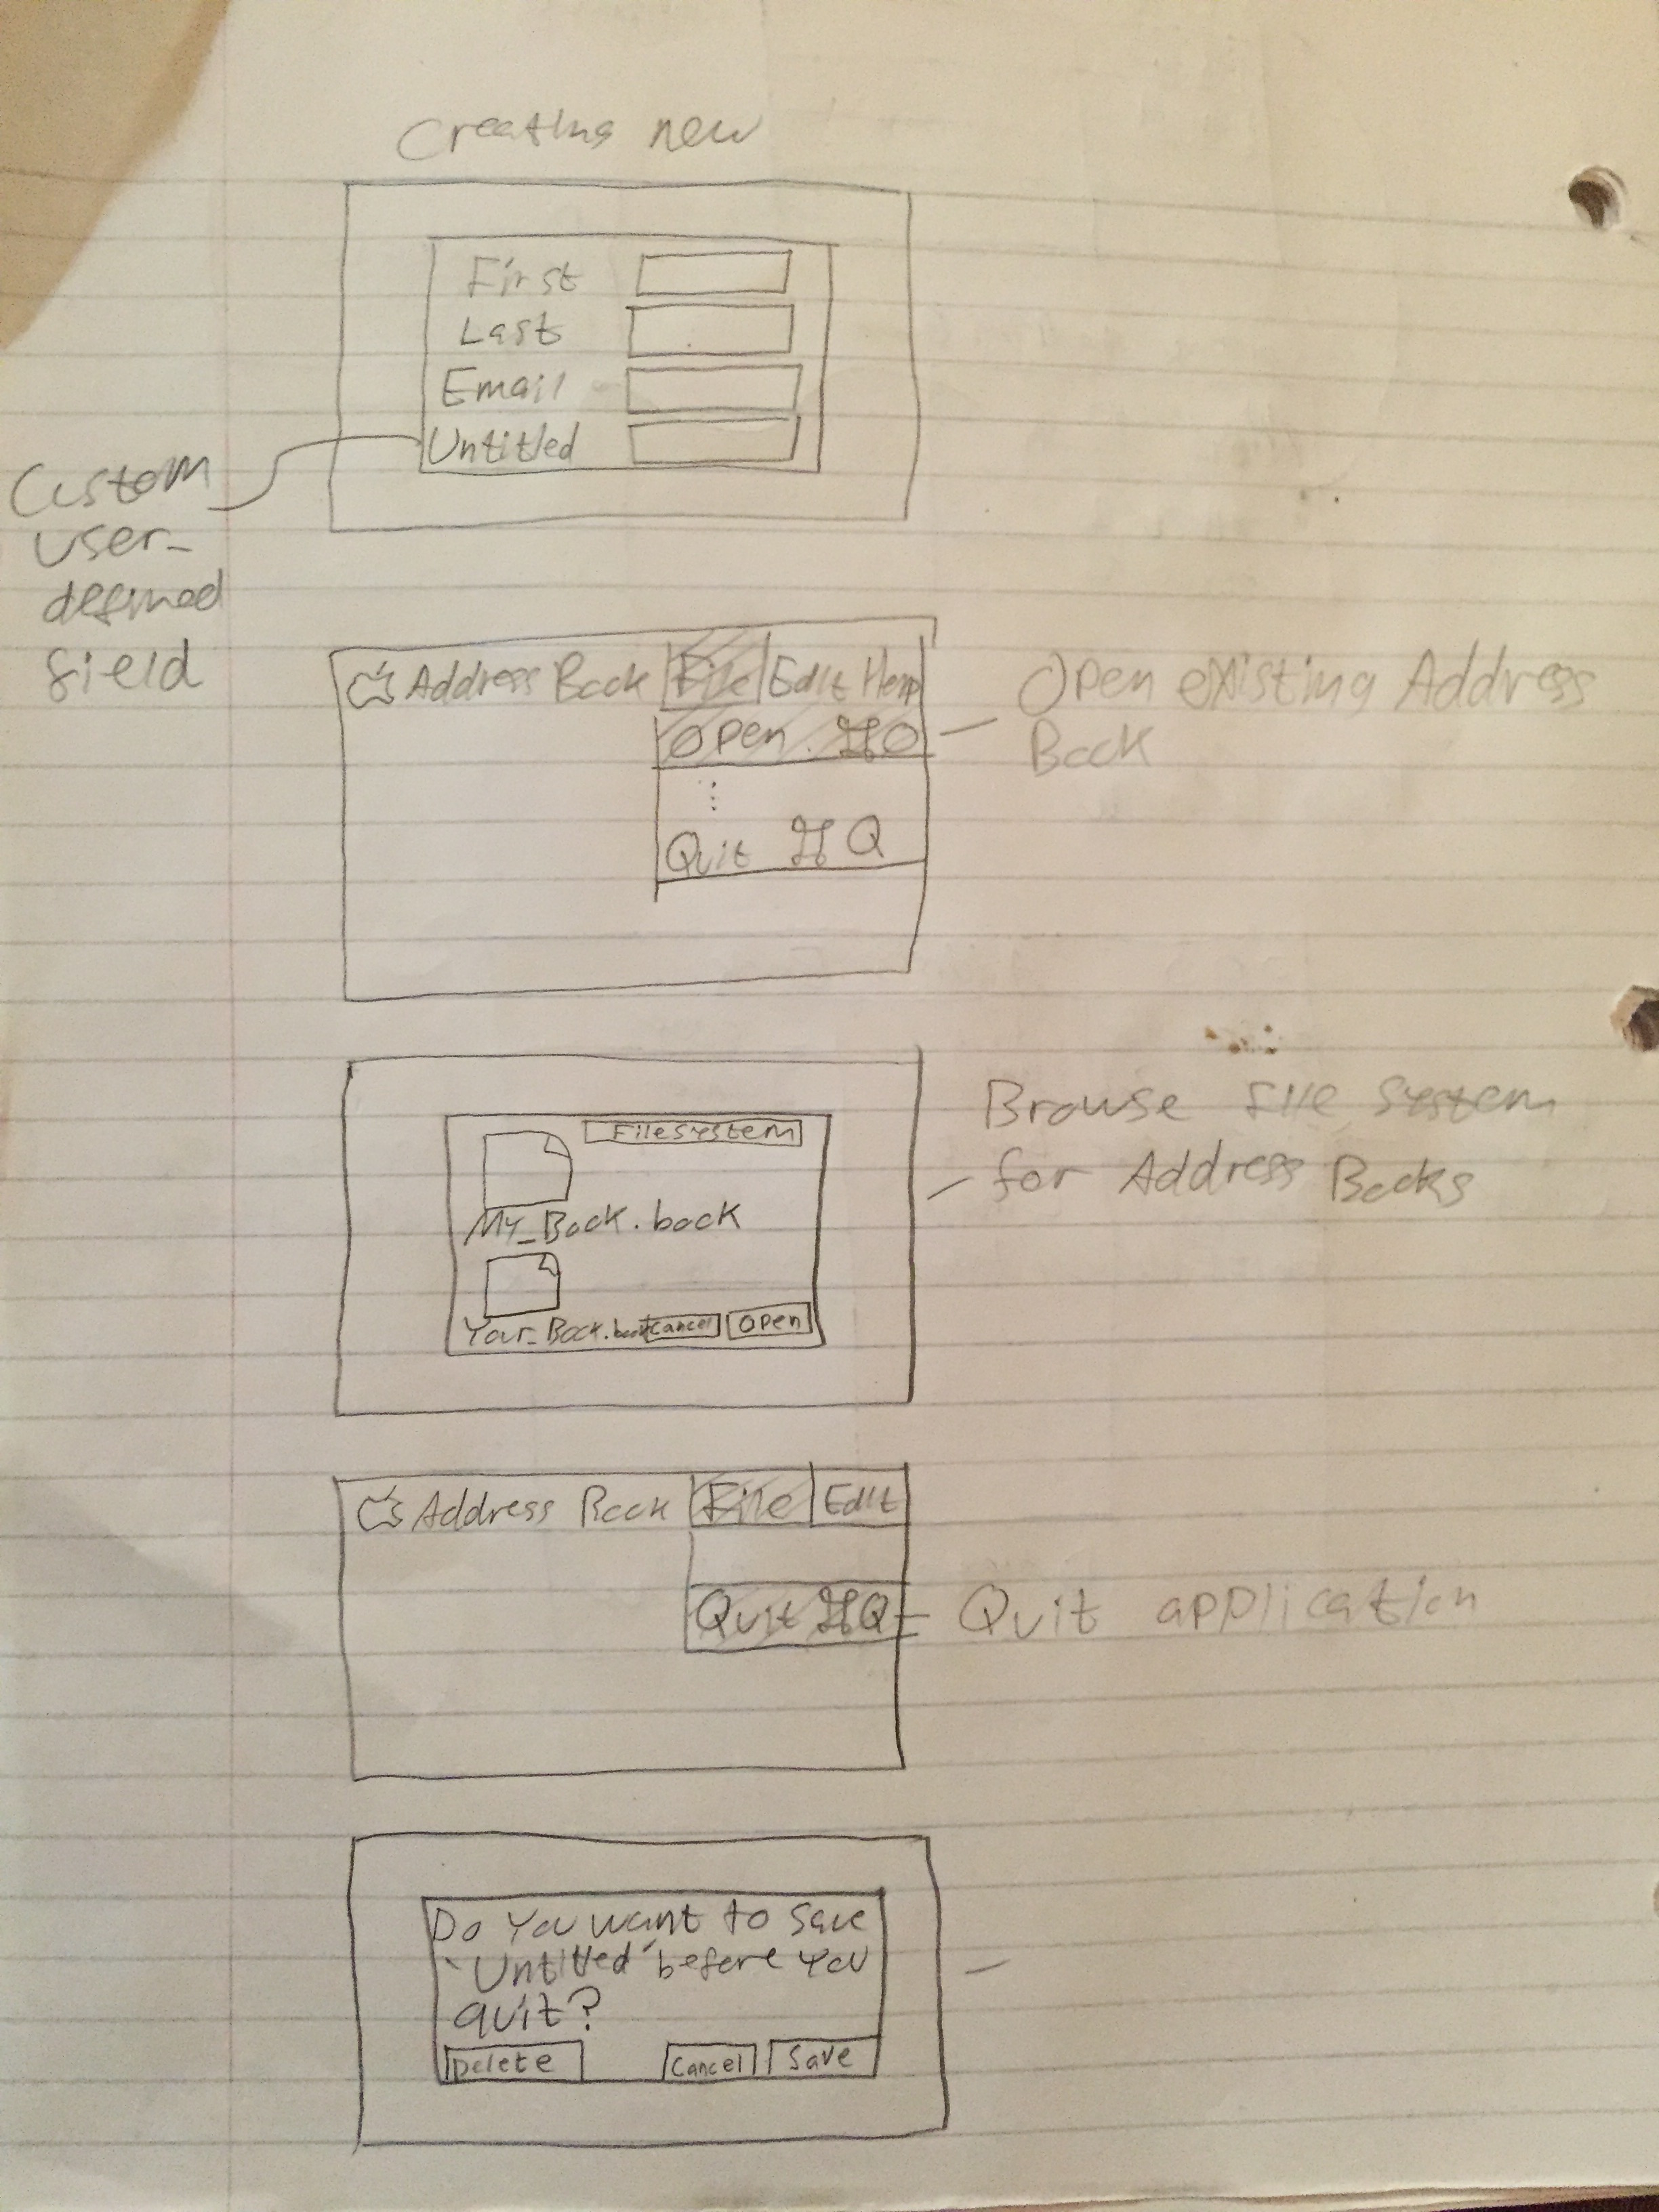 Creating new
First
Last
Email
Untitled
Custom
user-
defined
field
Address Book File Edit Help
Open ⌘O
⋮
Quit ⌘Q
Open existing Address
Book
Filesystem
My_Book.book
Your_Book.book Cancel Open
Browse file system
for Address Books
Address Book File Edit
Quit ⌘Q
Quit application
Do you want to save
"Untitled" before you
quit?
Delete Cancel Save